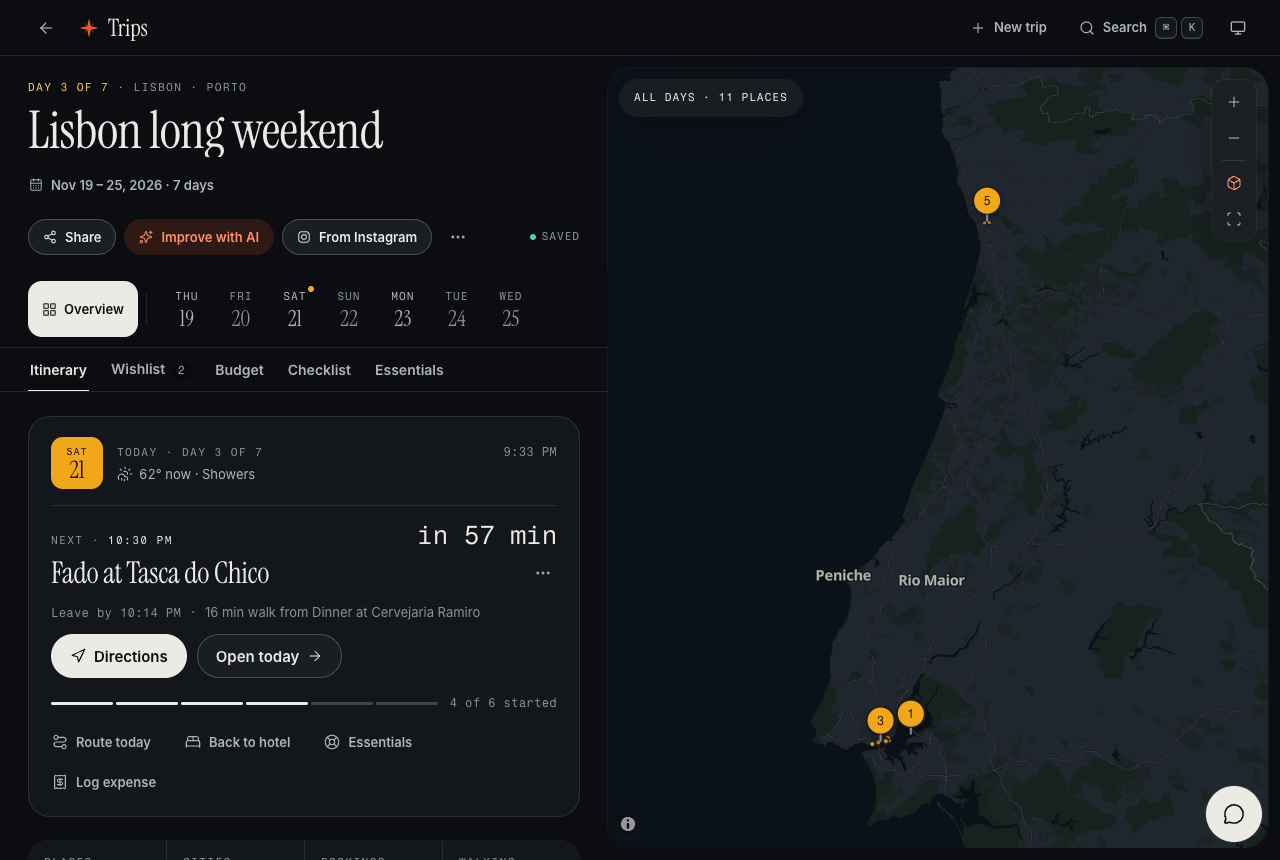 Trips
New trip
Search ⌘ K
DAY 3 OF 7 · LISBON · PORTO
Lisbon long weekend
Nov 19 – 25, 2026 · 7 days
Share
Improve with AI
From Instagram
SAVED
Overview
THU 19
FRI 20
SAT 21
SUN 22
MON 23
TUE 24
WED 25
Itinerary
Wishlist 2
Budget
Checklist
Essentials
SAT
21
TODAY · DAY 3 OF 7
9:33 PM
62° now · Showers
NEXT · 10:30 PM
in 57 min
Fado at Tasca do Chico
Leave by 10:14 PM · 16 min walk from Dinner at Cervejaria Ramiro
Directions
Open today
4 of 6 started
Route today
Back to hotel
Essentials
Log expense
PLACES
CITIES
BOOKINGS
WALKING
ALL DAYS · 11 PLACES
5
Peniche
Rio Maior
3
1